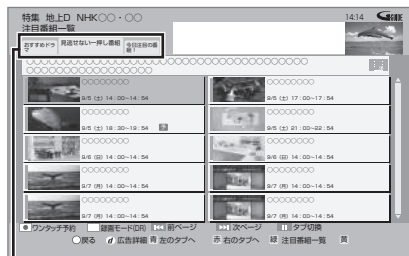 特集 地上D NHK○○・○○
14:14 GGUIDE
注目番組一覧
おすすめドラマ
見逃せない一押し番組
今日注目の番組!
○○○○○○○○○○○○○○○○○○○○○○○○○○○○○○○○○○○○○○
○○○○○○○○○○○○○○
○○○○○○○○
9/5 (土) 14:00~14:54
○○○○○○○○
9/5 (土) 17:00~17:54
○○○○○○○○
9/5 (土) 18:30~19:54
○○○○○○○○
9/5 (土) 21:00~22:54
○○○○○○○○
9/6 (日) 14:00~14:54
○○○○○○○○
9/6 (日) 14:00~14:54
○○○○○○○○
9/7 (月) 14:00~14:54
○○○○○○○○
9/7 (月) 14:00~14:54
○○○○○○○○
9/7 (月) 14:00~14:54
○○○○○○○○
9/7 (月) 14:00~14:54
ワンタッチ予約 録画モード(DR) 前ページ 次ページ タブ切換
戻る d 広告詳細 青 左のタブへ 赤 右のタブへ 緑 注目番組一覧 黄